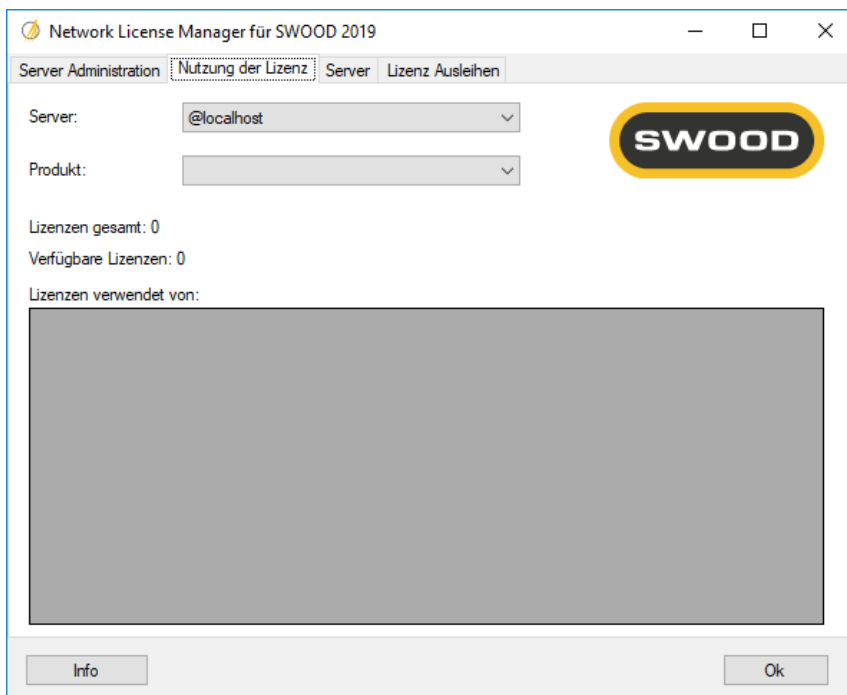 Network License Manager für SWOOD 2019
Server Administration Nutzung der Lizenz Server Lizenz Ausleihen
Server: @localhost
SWOOD
Produkt:
Lizenzen gesamt: 0
Verfügbare Lizenzen: 0
Lizenzen verwendet von:
Info Ok